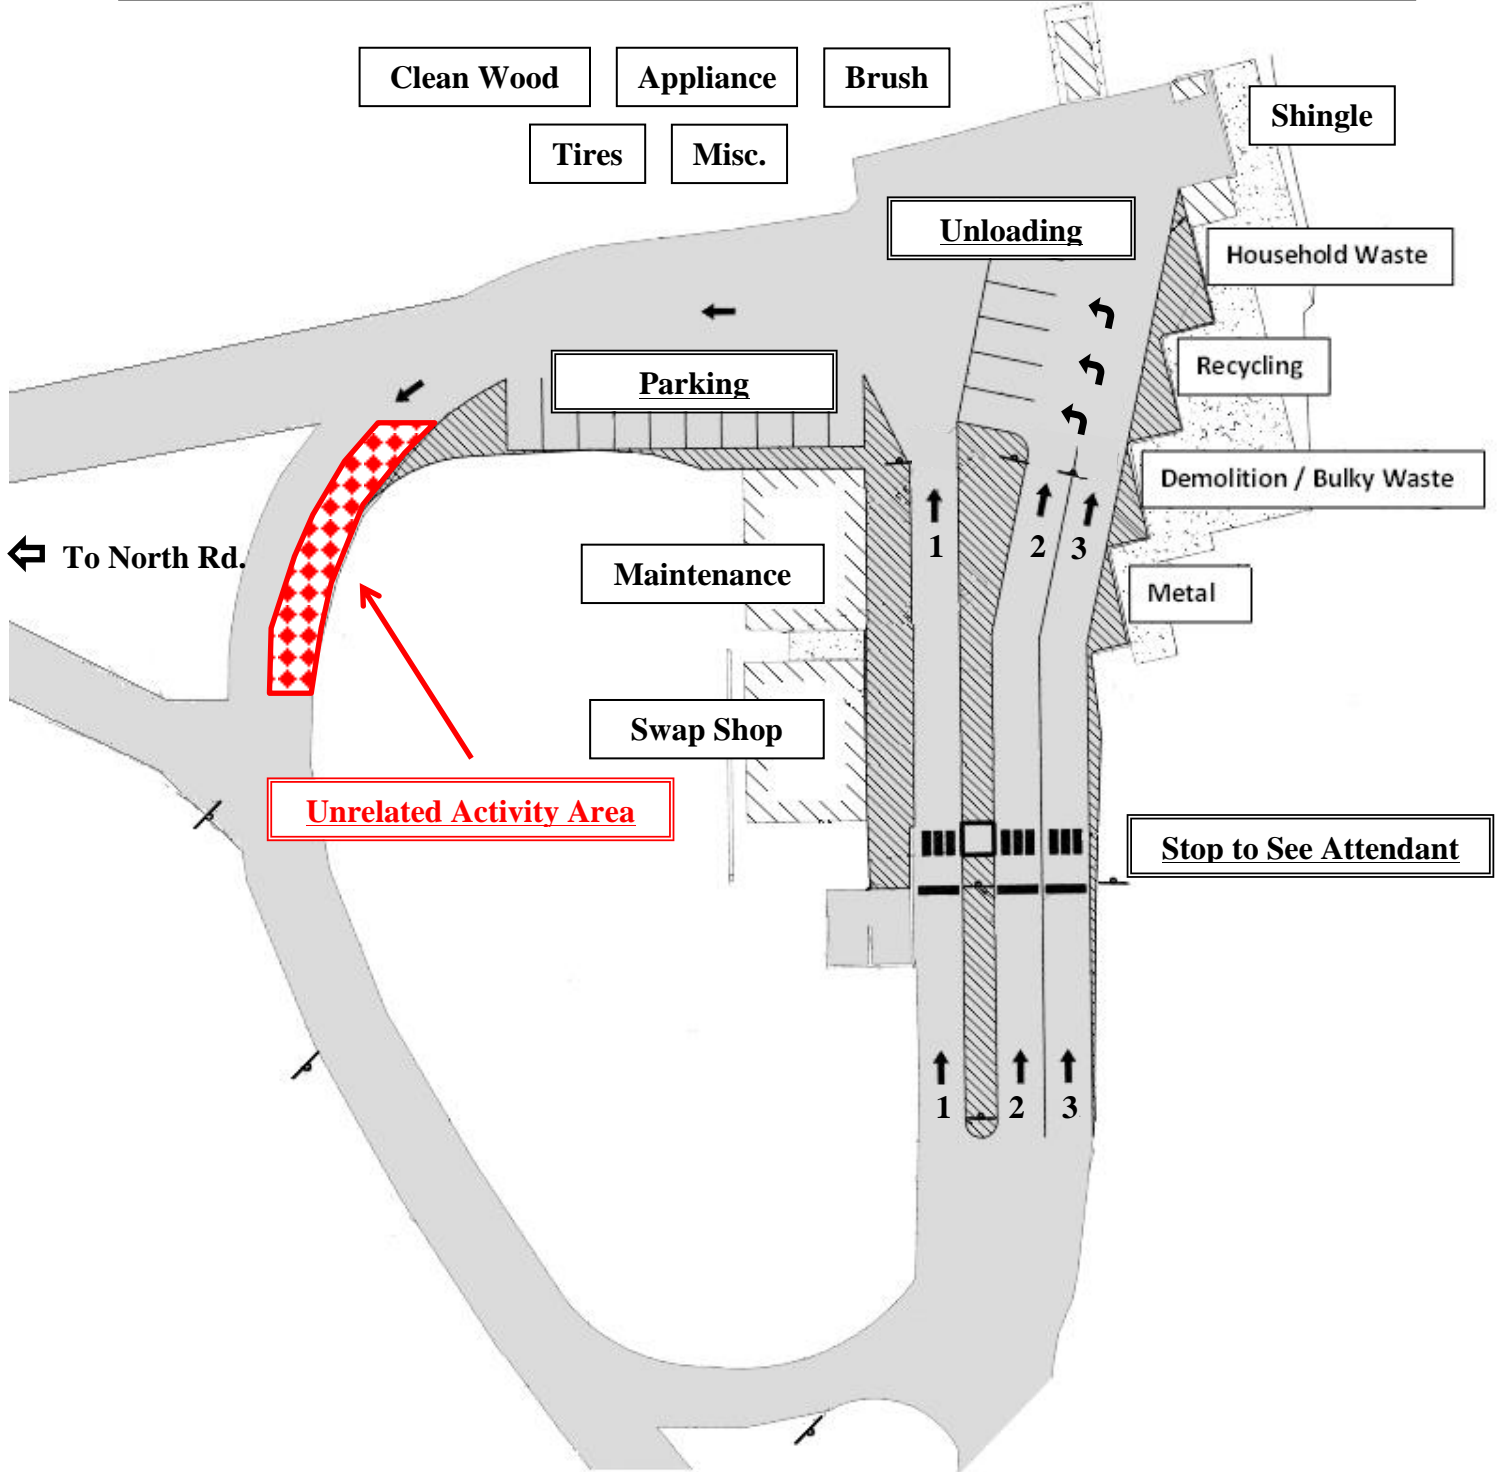 Clean Wood
Appliance
Brush
Shingle
Tires
Misc.
Unloading
Household Waste
Recycling
Parking
Demolition / Bulky Waste
1
2
3
To North Rd.
Maintenance
Metal
Swap Shop
Unrelated Activity Area
Stop to See Attendant
1
2
3